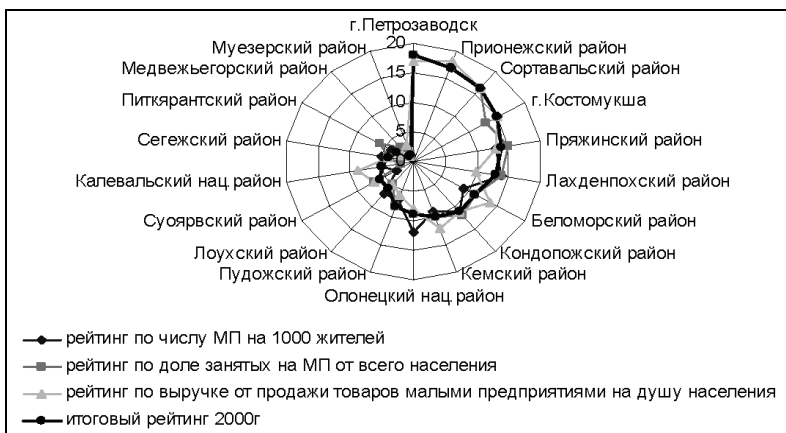 г.Петрозаводск
Муезерский район
Прионежский район
Медвежьегорский район
Сортавальский район
Питкярантский район
г.Костомукша
Сегежский район
Пряжинский район
Калевальский нац.район
Лахденпохский район
Суоярвский район
Беломорский район
Лоухский район
Кондопожский район
Пудожский район
Кемский район
Олонецкий нац.район
20
15
10
5
0
рейтинг по числу МП на 1000 жителей
рейтинг по доле занятых на МП от всего населения
рейтинг по выручке от продажи товаров малыми предприятиями на душу населения
итоговый рейтинг 2000г